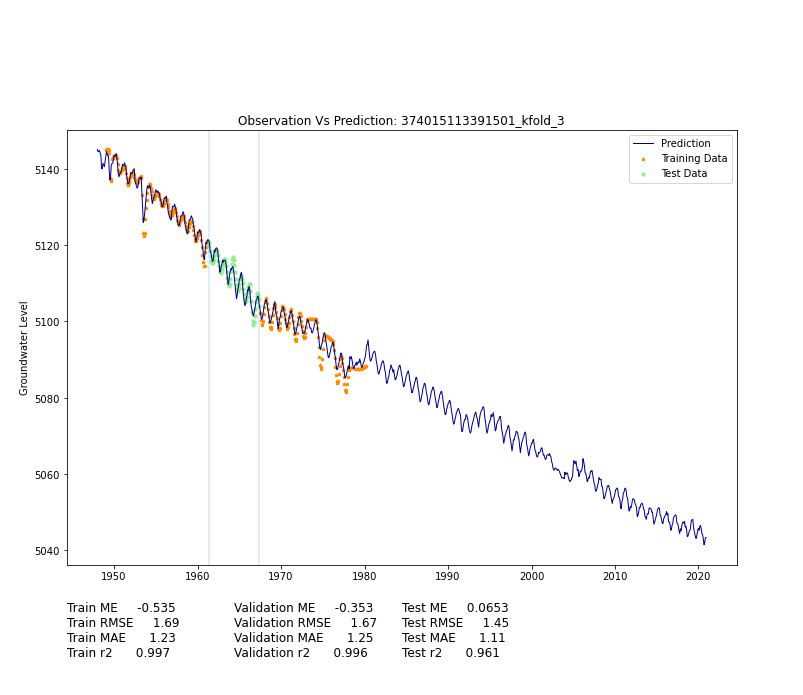 Observation Vs Prediction: 374015113391501_kfold_3
Prediction
Training Data
Test Data
Groundwater Level
5140
5120
5100
5080
5060
5040
1950 1960 1970 1980 1990 2000 2010 2020
Train ME -0.535 Validation ME -0.353 Test ME 0.0653
Train RMSE 1.69 Validation RMSE 1.67 Test RMSE 1.45
Train MAE 1.23 Validation MAE 1.25 Test MAE 1.11
Train r2 0.997 Validation r2 0.996 Test r2 0.961